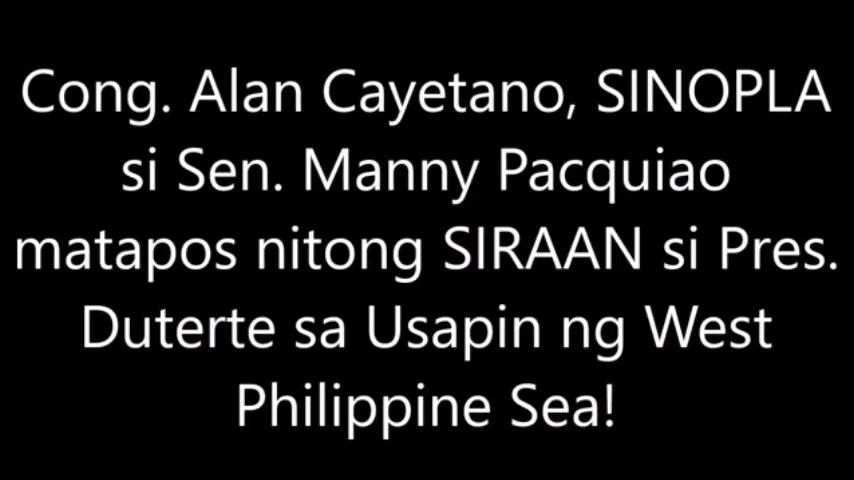 Cong. Alan Cayetano, SINOPLA
si Sen. Manny Pacquiao
matapos nitong SIRAAN si Pres.
Duterte sa Usapin ng West
Philippine Sea!